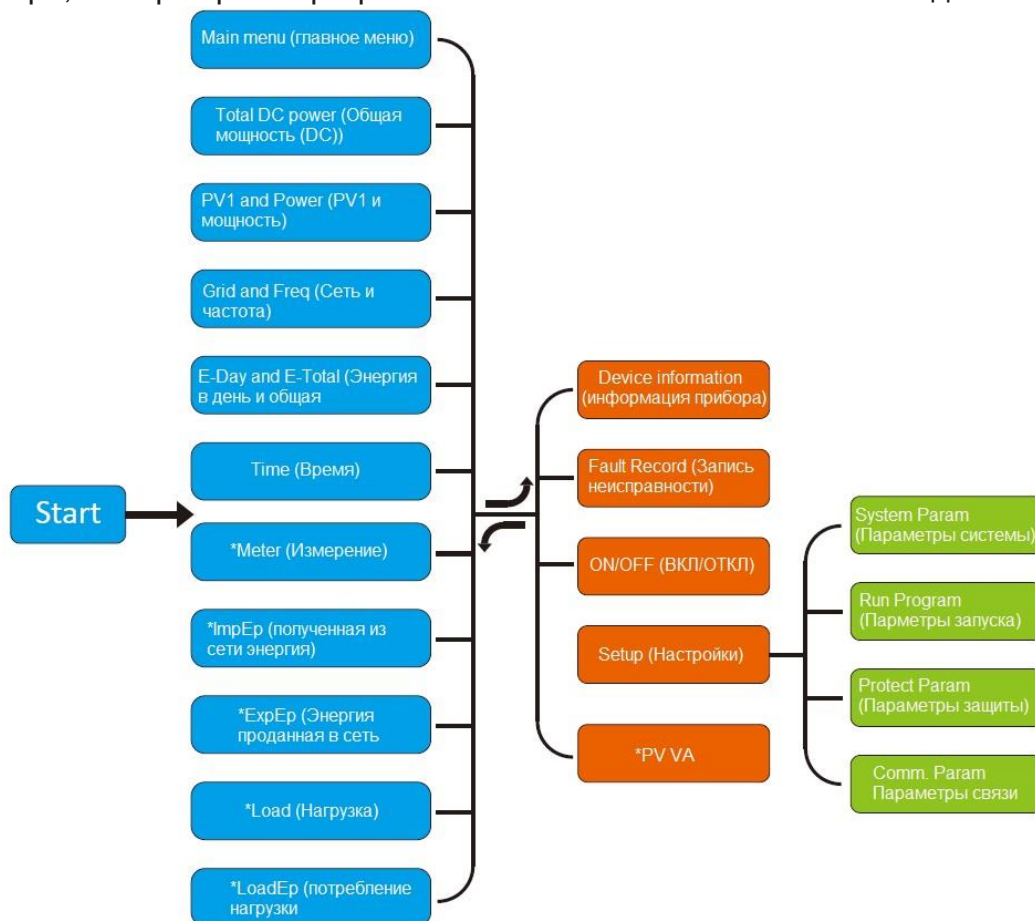 Main menu (главное меню)
Total DC power (Общая
мощность (DC))
PV1 and Power (PV1 и
мощность)
Grid and Freq (Сеть и
частота)
E-Day and E-Total (Энергия
в день и общая
Time (Время)
Start
*Meter (Измерение)
*ImpEp (полученная из
сети энергия)
*ExpEp (Энергия
проданная в сеть
*Load (Нагрузка)
*LoadEp (потребление
нагрузки
Device information
(информация прибора)
Fault Record (Запись
неисправности)
ON/OFF (ВКЛ/ОТКЛ)
Setup (Настройки)
*PV VA
System Param
(Параметры системы)
Run Program
(Парметры запуска)
Protect Param
(Параметры защиты)
Comm. Param
Параметры связи